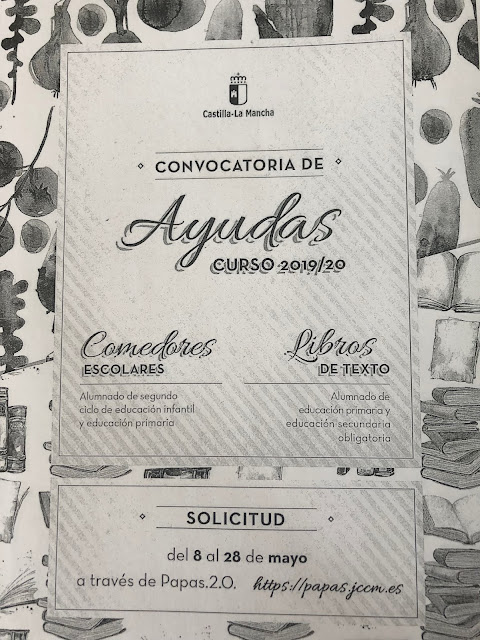 Castilla-La Mancha
CONVOCATORIA DE
Ayudas
CURSO 2019/20
Comedores
ESCOLARES
Alumnado de segundo
ciclo de educación infantil
y educación primaria
Libros
DE TEXTO
Alumnado de
educación primaria y
educación secundaria
obligatoria
SOLICITUD
del 8 al 28 de mayo
a través de Papas.2.0. https://papas.jccm.es